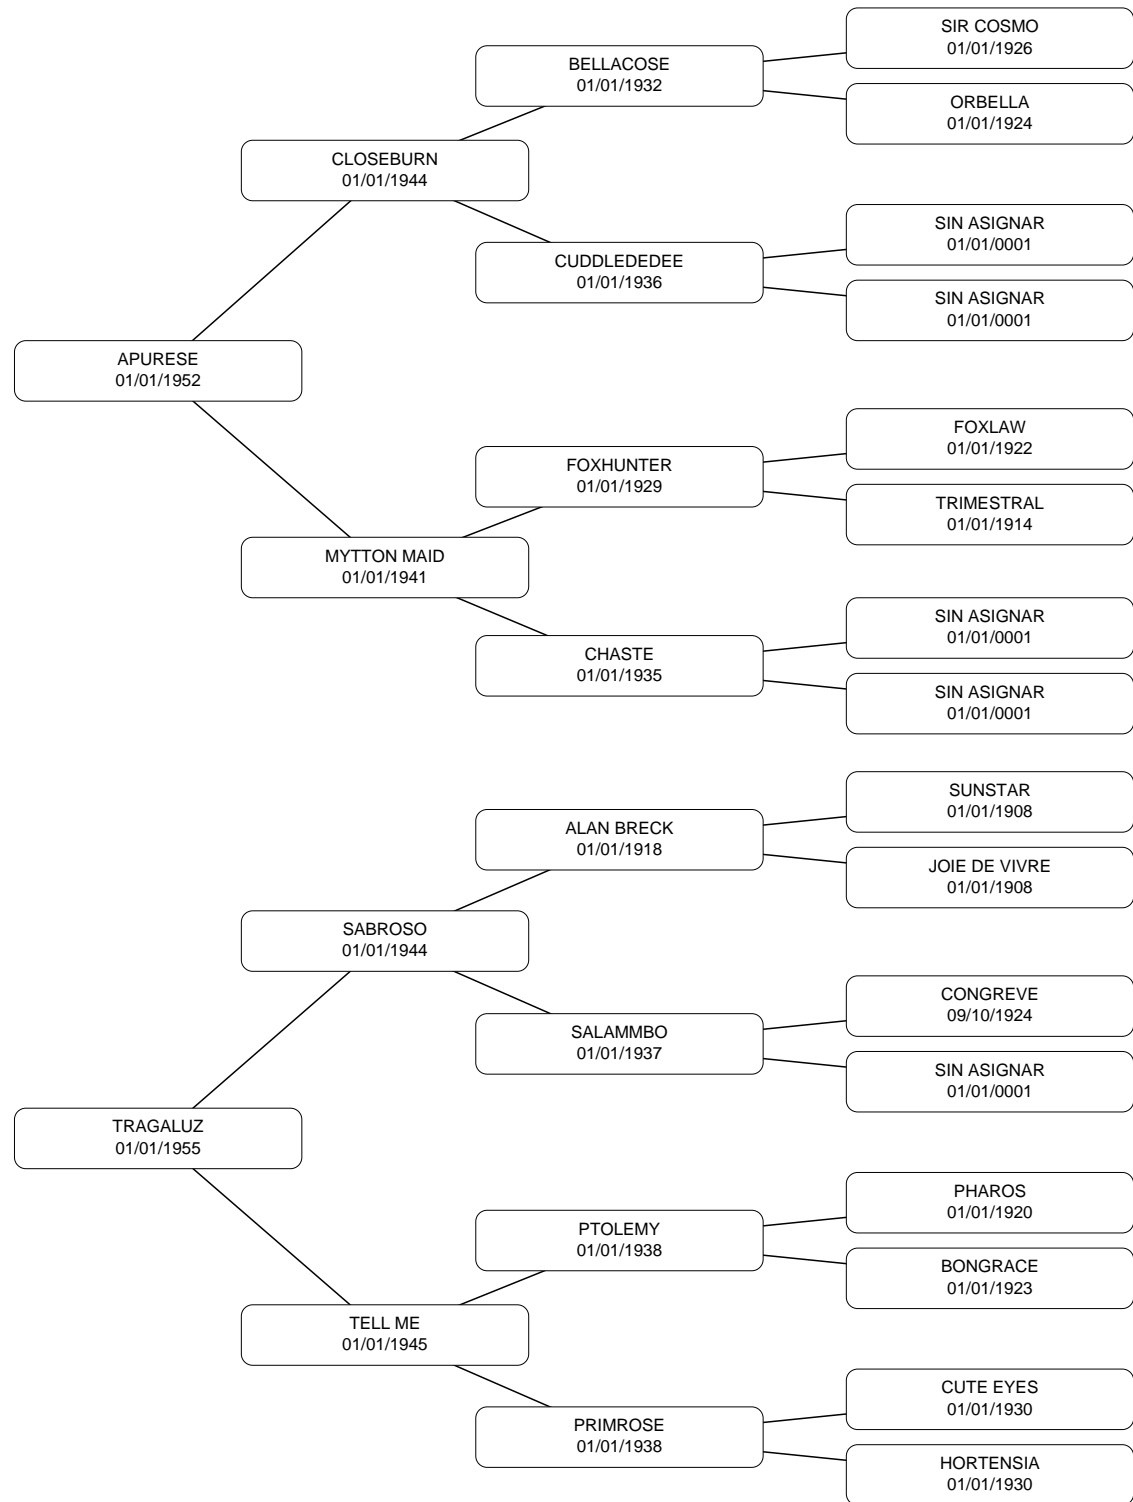 SIR COSMO
01/01/1926
BELLACOSE
01/01/1932
ORBELLA
01/01/1924
CLOSEBURN
01/01/1944
SIN ASIGNAR
01/01/0001
CUDDLEDEDEE
01/01/1936
SIN ASIGNAR
01/01/0001
APURESE
01/01/1952
FOXLAW
01/01/1922
FOXHUNTER
01/01/1929
TRIMESTRAL
01/01/1914
MYTTON MAID
01/01/1941
SIN ASIGNAR
01/01/0001
CHASTE
01/01/1935
SIN ASIGNAR
01/01/0001
SUNSTAR
01/01/1908
ALAN BRECK
01/01/1918
JOIE DE VIVRE
01/01/1908
SABROSO
01/01/1944
CONGREVE
09/10/1924
SALAMMBO
01/01/1937
SIN ASIGNAR
01/01/0001
TRAGALUZ
01/01/1955
PHAROS
01/01/1920
PTOLEMY
01/01/1938
BONGRACE
01/01/1923
TELL ME
01/01/1945
CUTE EYES
01/01/1930
PRIMROSE
01/01/1938
HORTENSIA
01/01/1930